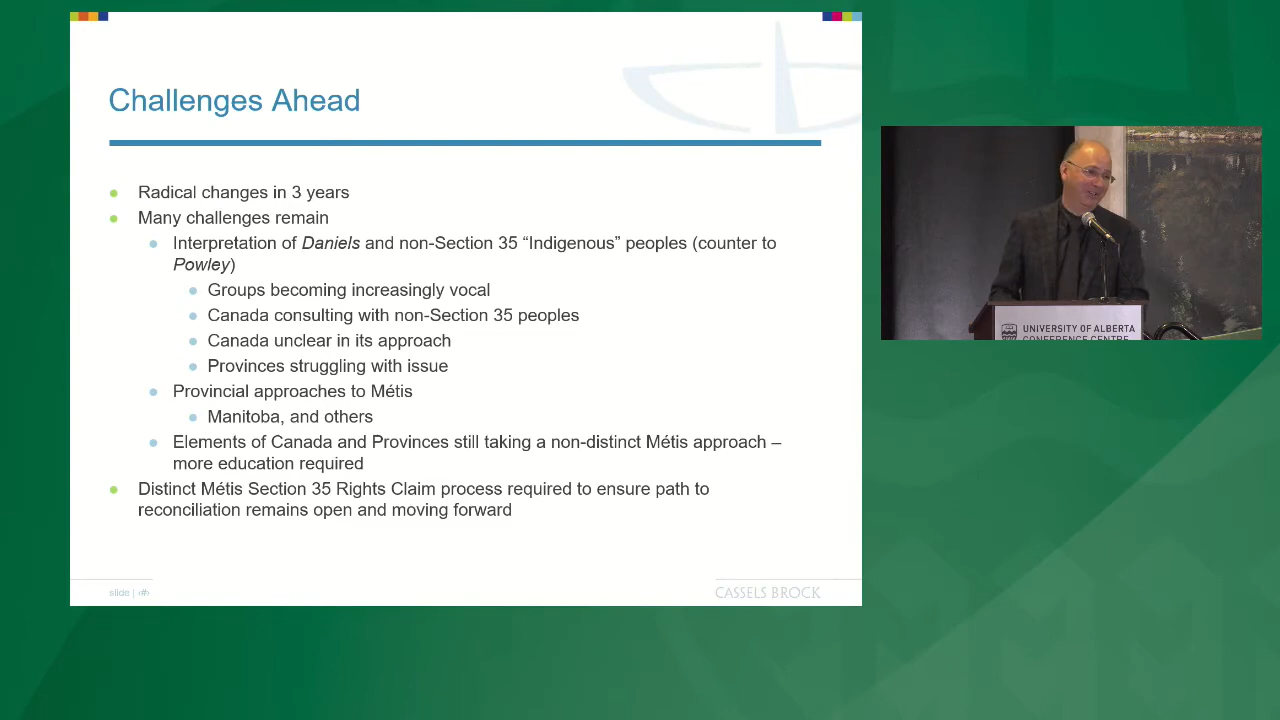 Challenges Ahead
Radical changes in 3 years
Many challenges remain
Interpretation of Daniels and non-Section 35 “Indigenous” peoples (counter to
Powley)
Groups becoming increasingly vocal
Canada consulting with non-Section 35 peoples
Canada unclear in its approach
Provinces struggling with issue
Provincial approaches to Métis
Manitoba, and others
Elements of Canada and Provinces still taking a non-distinct Métis approach –
more education required
Distinct Métis Section 35 Rights Claim process required to ensure path to
reconciliation remains open and moving forward
slide | ‹#›
CASSELS BROCK
UNIVERSITY OF ALBERTA
CONFERENCE CENTRE